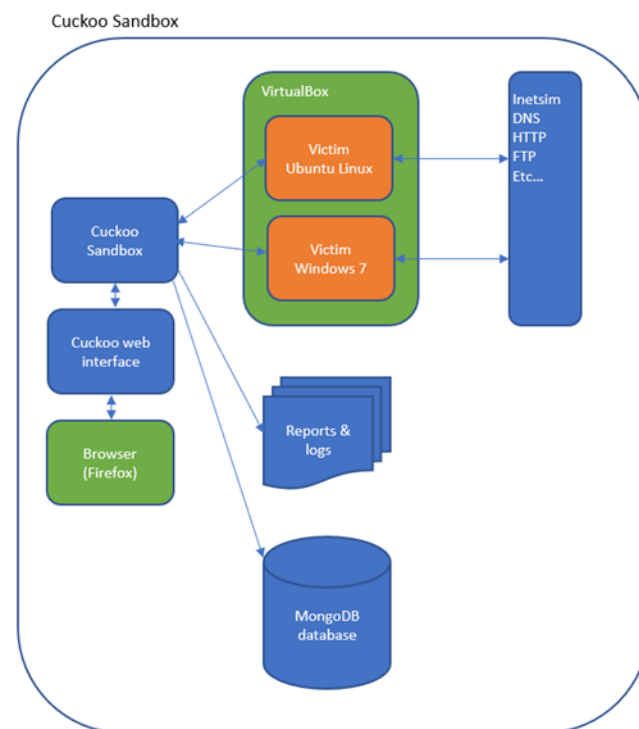 Cuckoo Sandbox
VirtualBox
Victim
Ubuntu Linux
Victim
Windows 7
Inetsim
DNS
HTTP
FTP
Etc...
Cuckoo
Sandbox
Cuckoo web
interface
Browser
(Firefox)
Reports &
logs
MongoDB
database